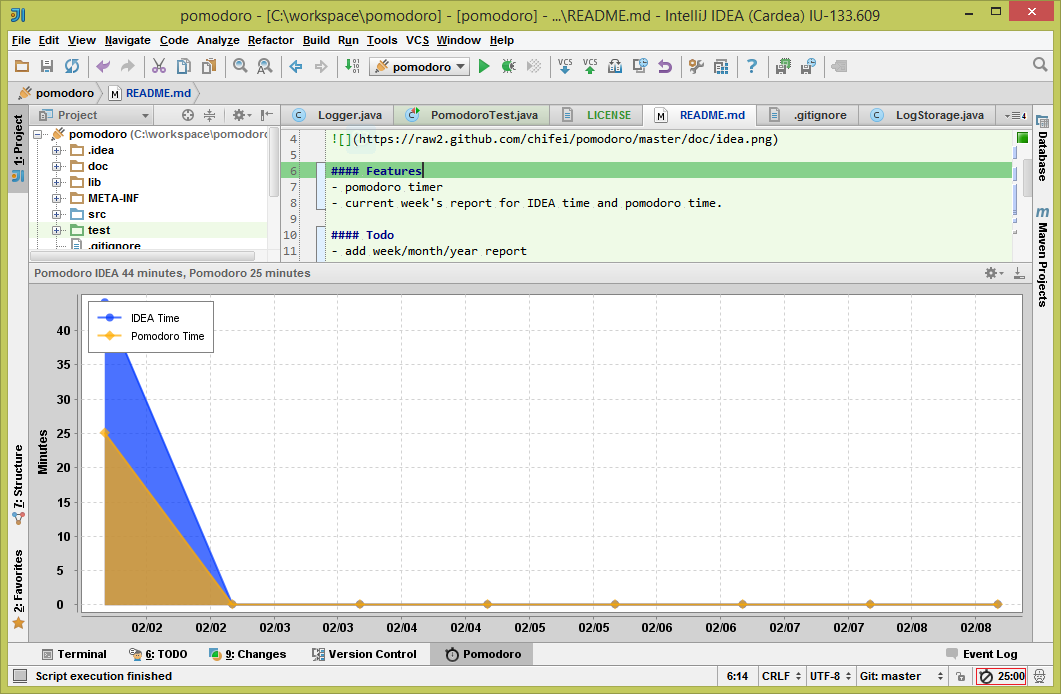 pomodoro - [C:\workspace\pomodoro] - [pomodoro] - ...\README.md - IntelliJ IDEA (Cardea) IU-133.609
File Edit View Navigate Code Analyze Refactor Build Run Tools VCS Window Help
pomodoro
VCS VCS
pomodoro README.md
1: Project
7: Structure
2: Favorites
Project
pomodoro (C:\workspace\pomodoro
.idea
doc
lib
META-INF
src
test
.gitignore
Logger.java PomodoroTest.java LICENSE README.md .gitignore LogStorage.java 4
4 ![](https://raw2.github.com/chifei/pomodoro/master/doc/idea.png)
5
6 #### Features
7 - pomodoro timer
8 - current week's report for IDEA time and pomodoro time.
9
10 #### Todo
11 - add week/month/year report
Database
Maven Projects
Pomodoro IDEA 44 minutes, Pomodoro 25 minutes
IDEA Time
Pomodoro Time
Minutes
40
35
30
25
20
15
10
5
0
02/02 02/02 02/03 02/03 02/04 02/04 02/05 02/05 02/06 02/06 02/07 02/07 02/08 02/08
Terminal 6: TODO 9: Changes Version Control Pomodoro Event Log
Script execution finished 6:14 CRLF UTF-8 Git: master 25:00